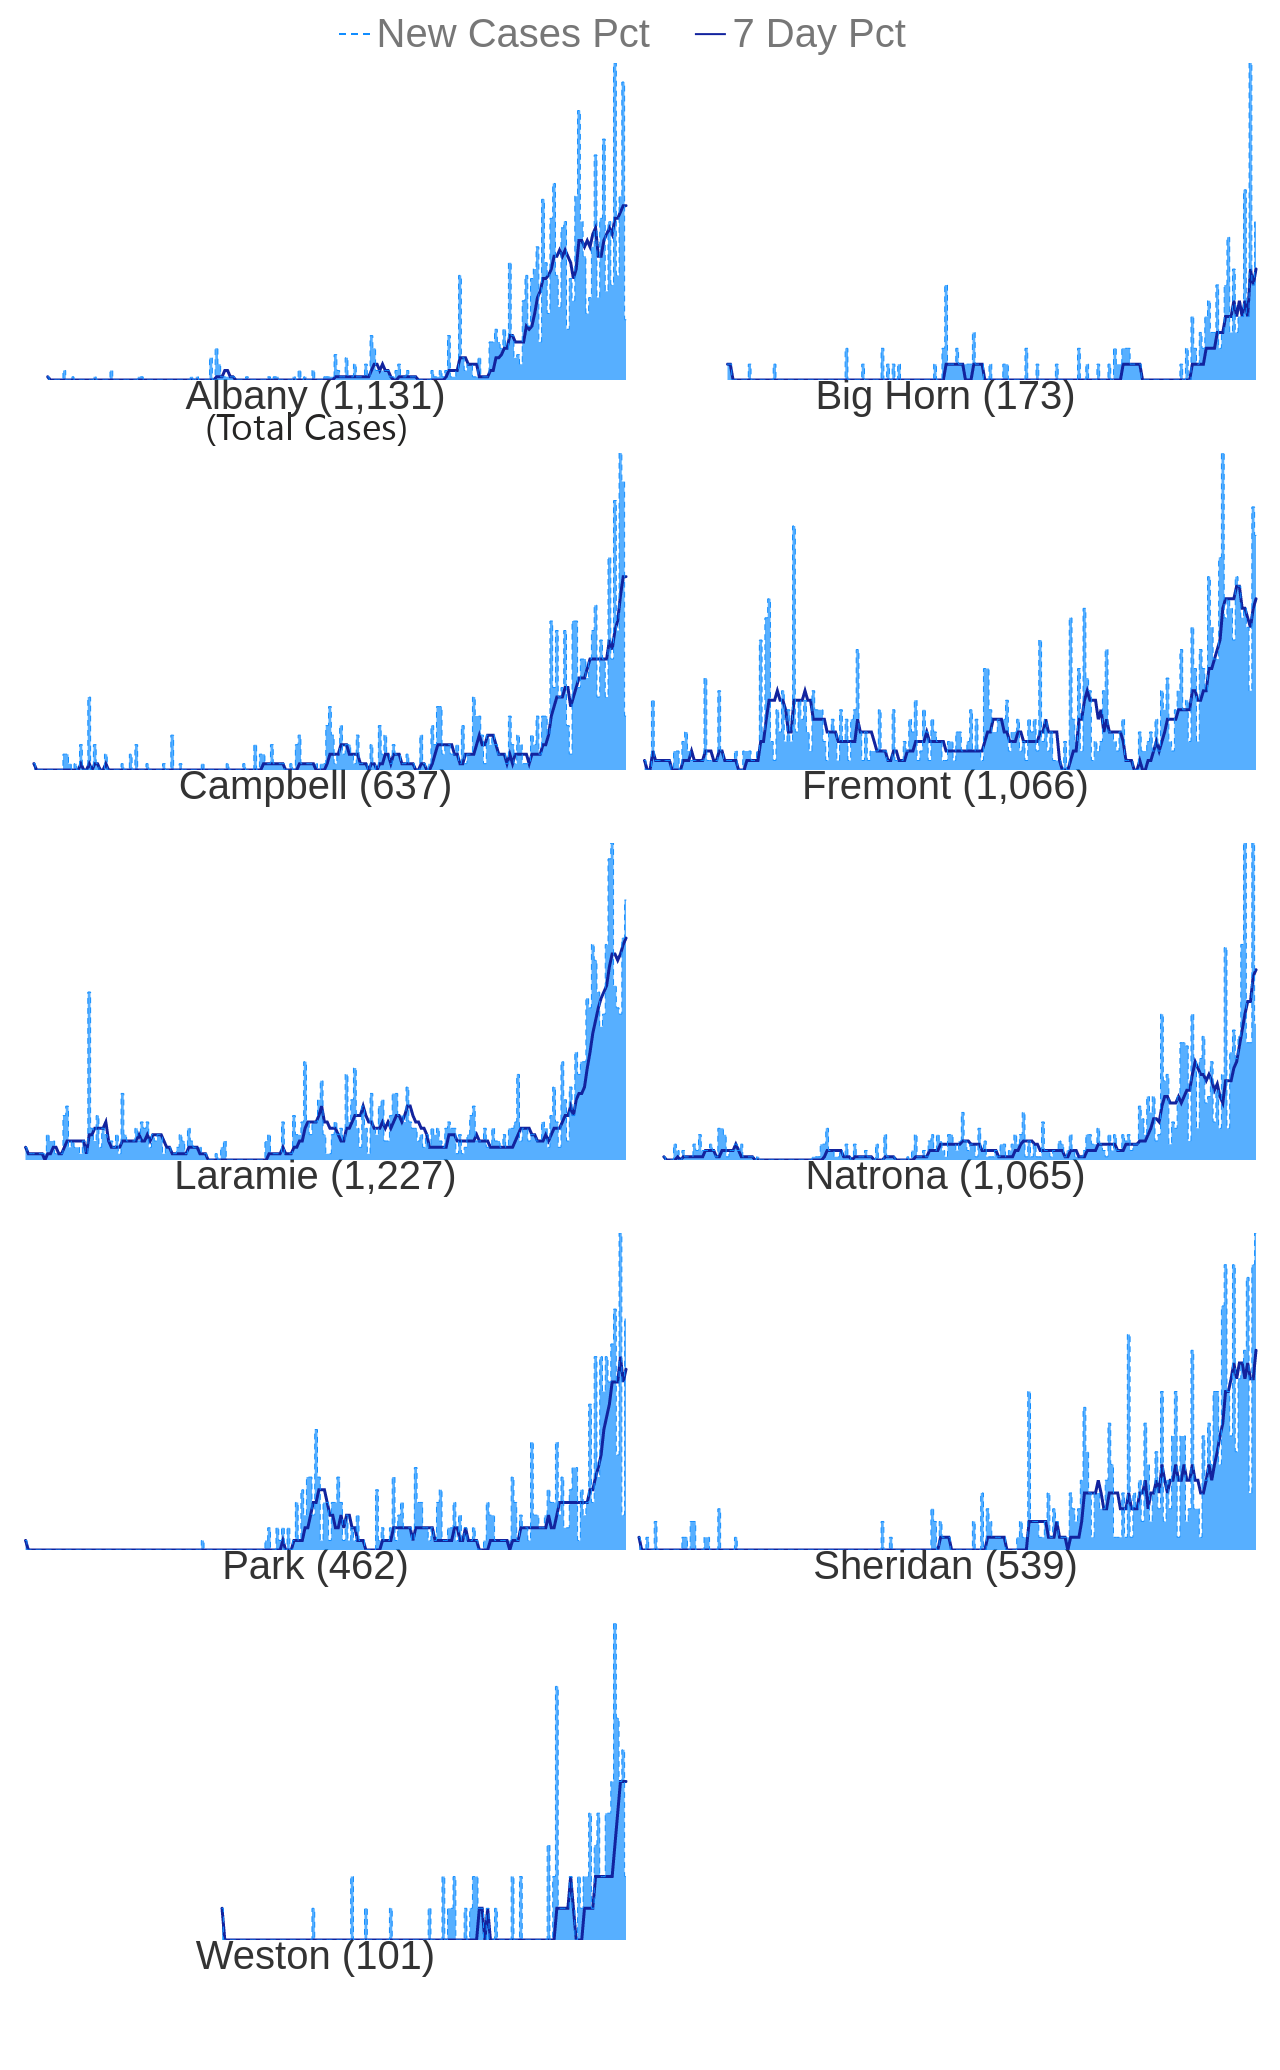 New Cases Pct 7 Day Pct
Albany (1,131) Big Horn (173)
(Total Cases)
Campbell (637) Fremont (1,066)
Laramie (1,227) Natrona (1,065)
Park (462) Sheridan (539)
Weston (101)